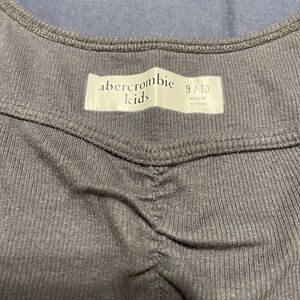 abercrombie
kids
9 / 10
MADE IN
VIETNAM